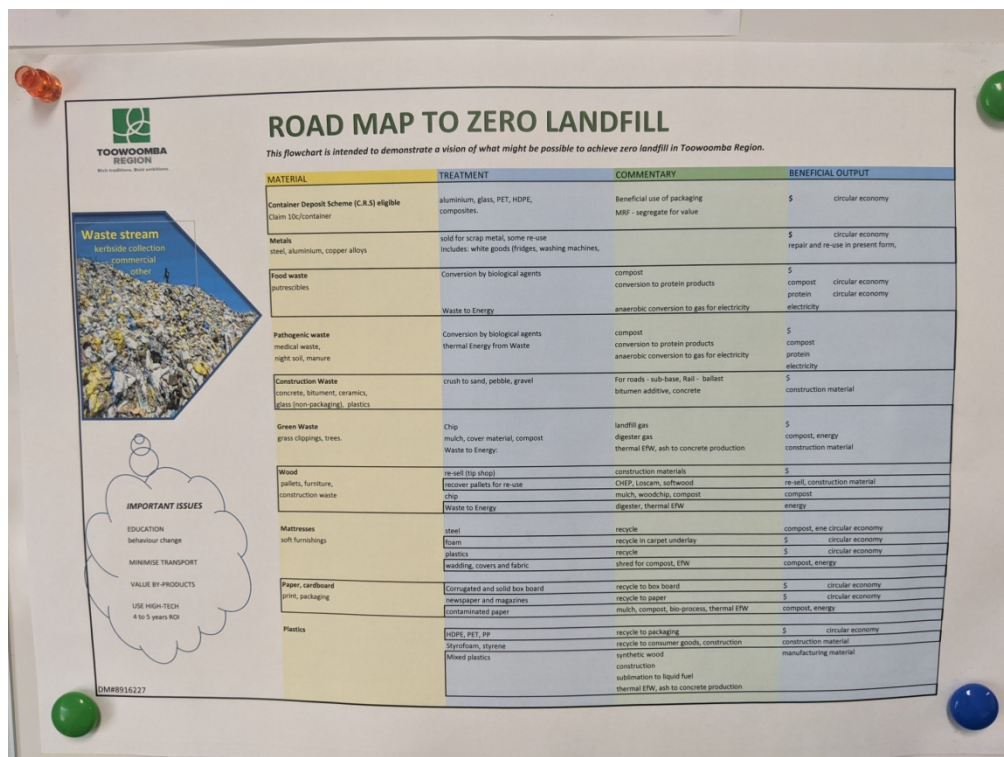 TOOWOOMBA
REGION
Rich traditions. Bold ambitions.
ROAD MAP TO ZERO LANDFILL
This flowchart is intended to demonstrate a vision of what might be possible to achieve zero landfill in Toowoomba Region.
MATERIAL TREATMENT COMMENTARY BENEFICIAL OUTPUT
Container Deposit Scheme (C.R.S) eligible aluminium, glass, PET, HDPE, Beneficial use of packaging $ circular economy
Claim 10c/container composites. MRF - segregate for value
Metals sold for scrap metal, some re-use $ circular economy
steel, aluminium, copper alloys Includes: white goods (fridges, washing machines, repair and re-use in present form,
Food waste Conversion by biological agents compost $
putrescibles conversion to protein products compost circular economy
protein circular economy
Waste to Energy anaerobic conversion to gas for electricity electricity
Pathogenic waste Conversion by biological agents compost $
medical waste, thermal Energy from Waste conversion to protein products compost
night soil, manure anaerobic conversion to gas for electricity protein
electricity
Construction Waste crush to sand, pebble, gravel For roads - sub-base, Rail - ballast $
concrete, bitument, ceramics, bitumen additive, concrete construction material
glass (non-packaging), plastics
Green Waste Chip landfill gas $
grass clippings, trees. mulch, cover material, compost digester gas compost, energy
Waste to Energy: thermal EfW, ash to concrete production construction material
Wood re-sell (tip shop) construction materials $
pallets, furniture, recover pallets for re-use CHEP, Loscam, softwood re-sell, construction material
construction waste chip mulch, woodchip, compost compost
Waste to Energy digester, thermal EfW energy
Mattresses steel recycle compost, ene circular economy
soft furnishings foam recycle in carpet underlay $ circular economy
plastics recycle $ circular economy
wadding, covers and fabric shred for compost, EfW compost, energy
Paper, cardboard Corrugated and solid box board recycle to box board $ circular economy
print, packaging newspaper and magazines recycle to paper $ circular economy
contaminated paper mulch, compost, bio-process, thermal EfW compost, energy
Plastics HDPE, PET, PP recycle to packaging $ circular economy
Styrofoam, styrene recycle to consumer goods, construction construction material
Mixed plastics synthetic wood manufacturing material
construction
sublimation to liquid fuel
thermal EfW, ash to concrete production
Waste stream
kerbside collection
commercial
other
IMPORTANT ISSUES
EDUCATION
behaviour change
MINIMISE TRANSPORT
VALUE BY-PRODUCTS
USE HIGH-TECH
4 to 5 years ROI
DM#8916227